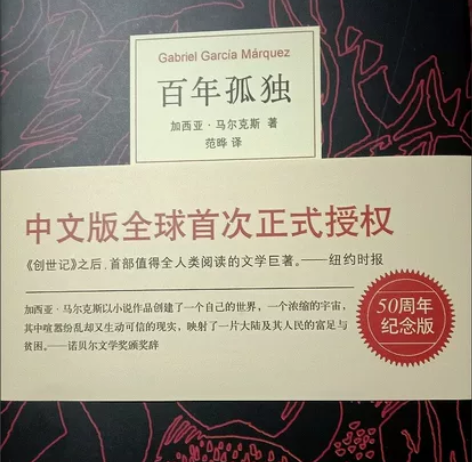 Gabriel García Márquez
百年孤独
加西亚·马尔克斯 著
范晔 译
中文版全球首次正式授权
《创世记》之后，首部值得全人类阅读的文学巨著。——纽约时报
加西亚·马尔克斯以小说作品创建了一个自己的世界，一个浓缩的宇宙，
其中喧嚣纷乱却又生动可信的现实，映射了一片大陆及其人民的富足与
贫困。——诺贝尔文学奖颁奖辞
50周年
纪念版